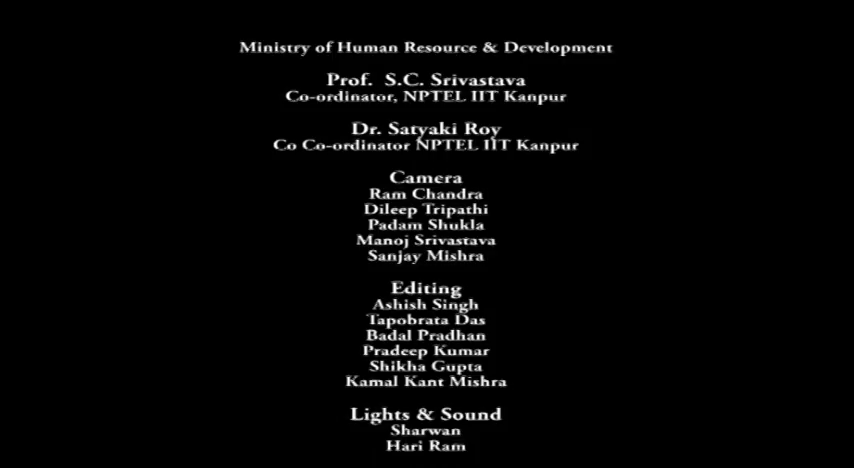 Ministry of Human Resource & Development
Prof. S.C. Srivastava
Co-ordinator, NPTEL IIT Kanpur
Dr. Satyaki Roy
Co Co-ordinator NPTEL IIT Kanpur
Camera
Ram Chandra
Dileep Tripathi
Padam Shukla
Manoj Srivastava
Sanjay Mishra
Editing
Ashish Singh
Tapobrata Das
Badal Pradhan
Pradeep Kumar
Shikha Gupta
Kamal Kant Mishra
Lights & Sound
Sharwan
Hari Ram